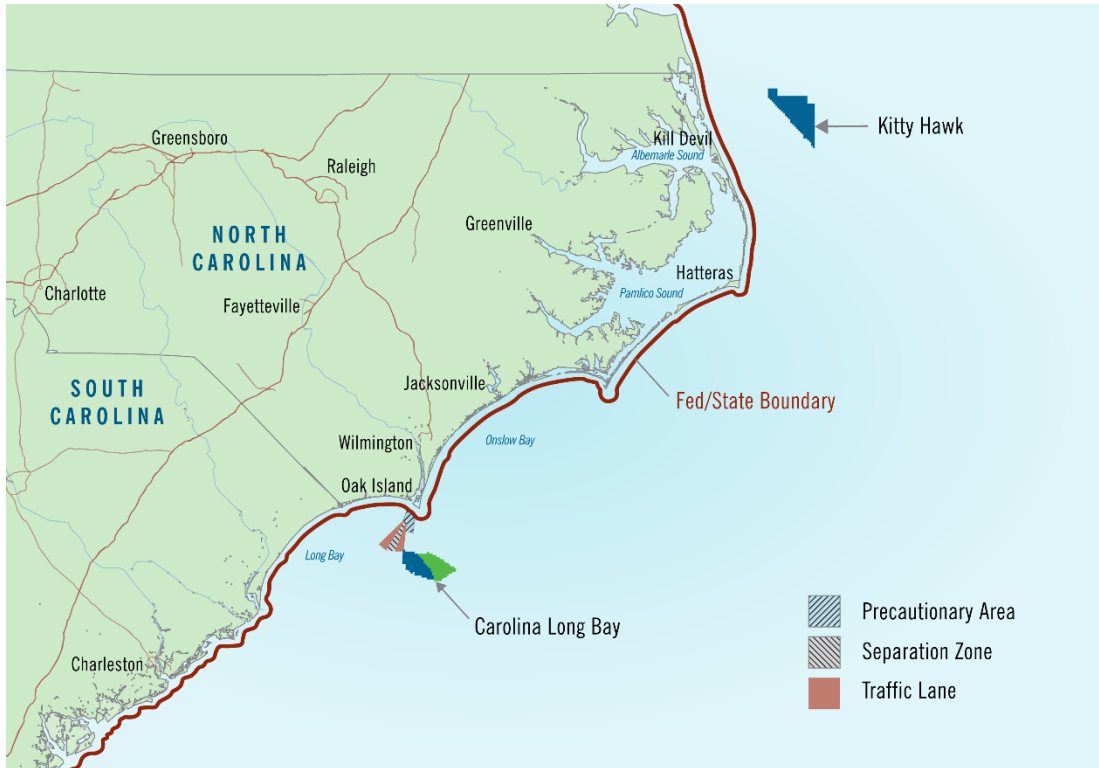 Kitty Hawk
Kill Devil
Albemarle Sound
Greensboro
Raleigh
Greenville
NORTH
CAROLINA
Hatteras
Pamlico Sound
Charlotte
Fayetteville
SOUTH
CAROLINA
Jacksonville
Fed/State Boundary
Wilmington
Onslow Bay
Oak Island
Long Bay
Carolina Long Bay
Charleston
Precautionary Area
Separation Zone
Traffic Lane